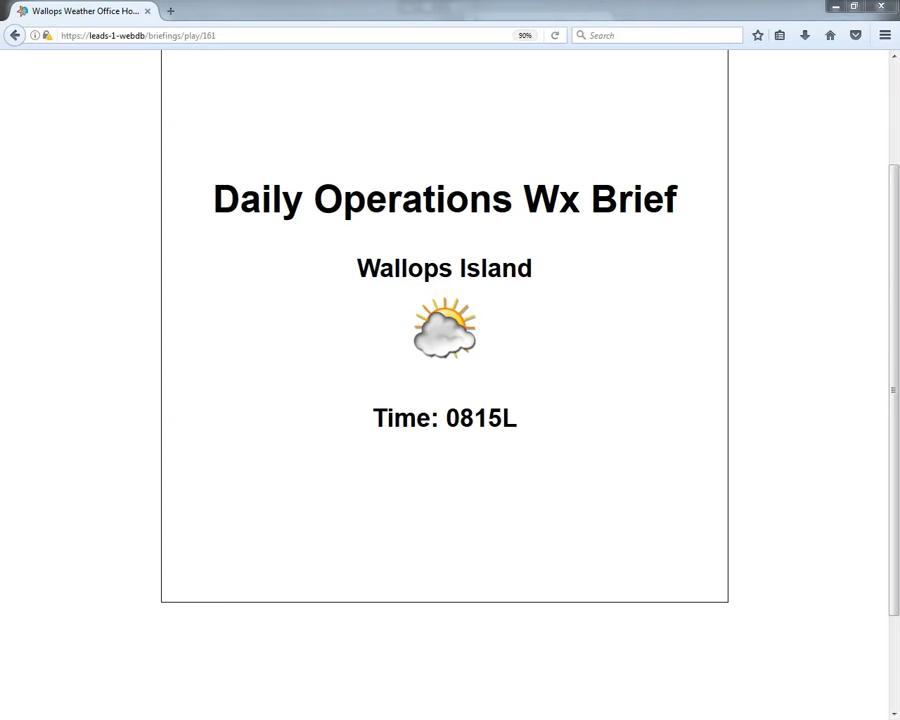 Wallops Weather Office Ho...
https://leads-1-webdb/briefings/play/161
90%
Search
Daily Operations Wx Brief
Wallops Island
Time: 0815L